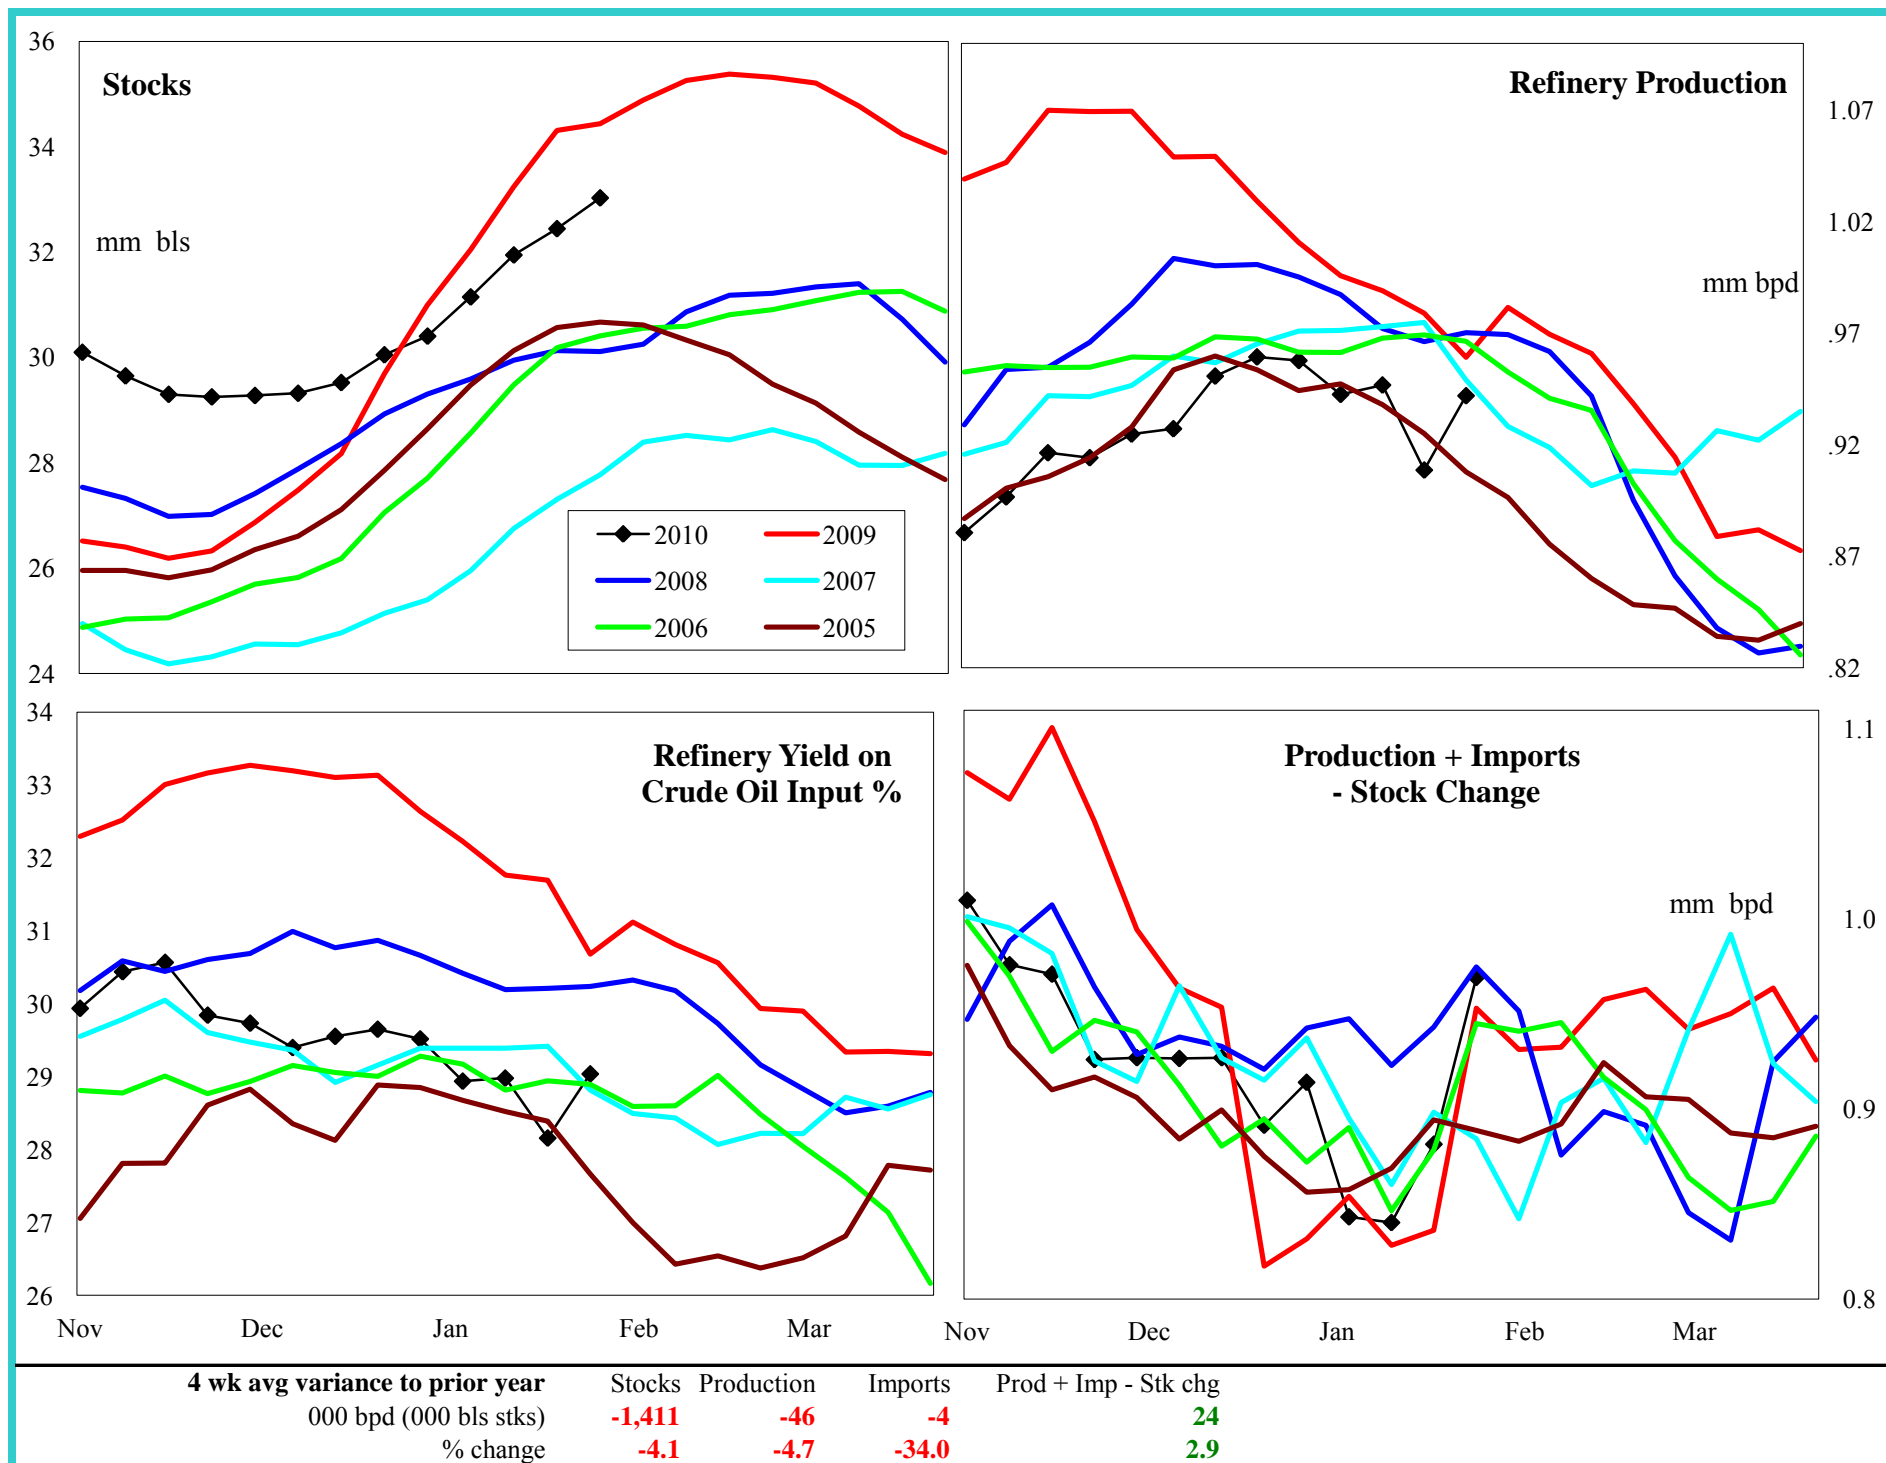 Stocks
mm bls
36
34
32
30
28
26
24
2010
2009
2008
2007
2006
2005
Refinery Production
mm bpd
1.07
1.02
.97
.92
.87
.82
Refinery Yield on
Crude Oil Input %
34
33
32
31
30
29
28
27
26
Nov Dec Jan Feb Mar
Production + Imports
- Stock Change
mm bpd
1.1
1.0
0.9
0.8
Nov Dec Jan Feb Mar
4 wk avg variance to prior year Stocks Production Imports Prod + Imp - Stk chg
000 bpd (000 bls stks) -1,411 -46 -4 24
% change -4.1 -4.7 -34.0 2.9